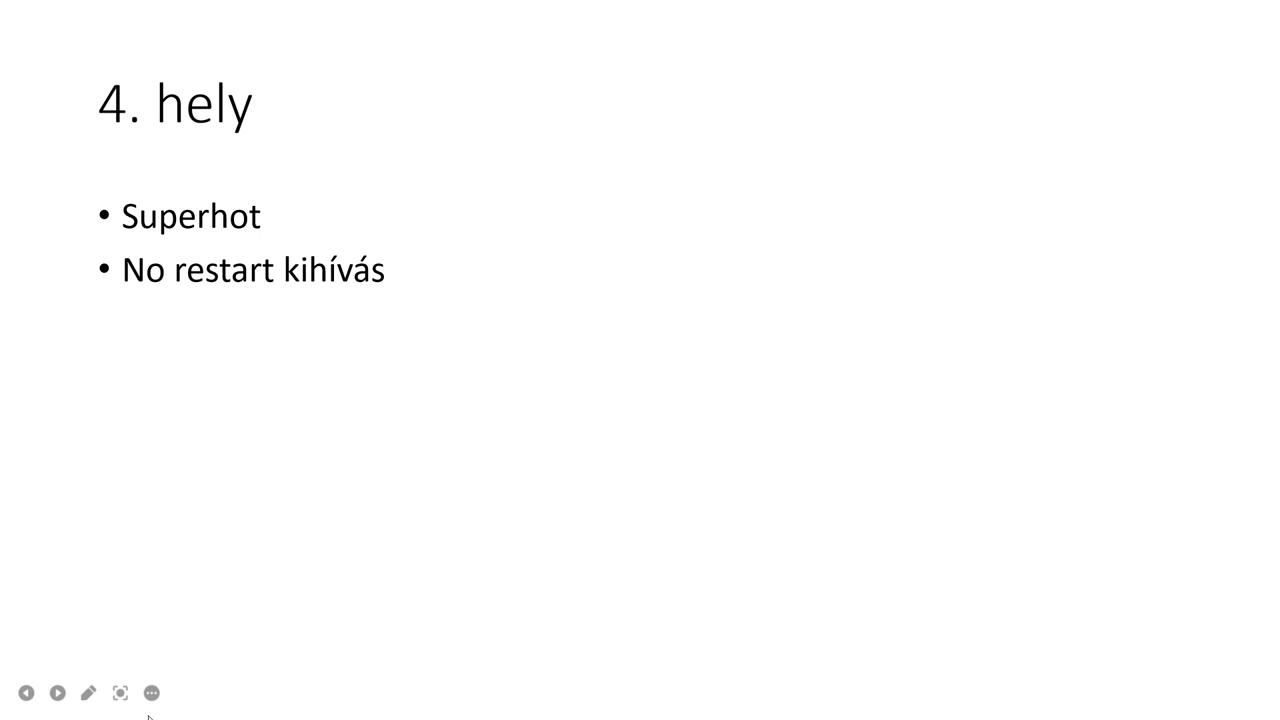 4. hely
• Superhot
• No restart kihívás